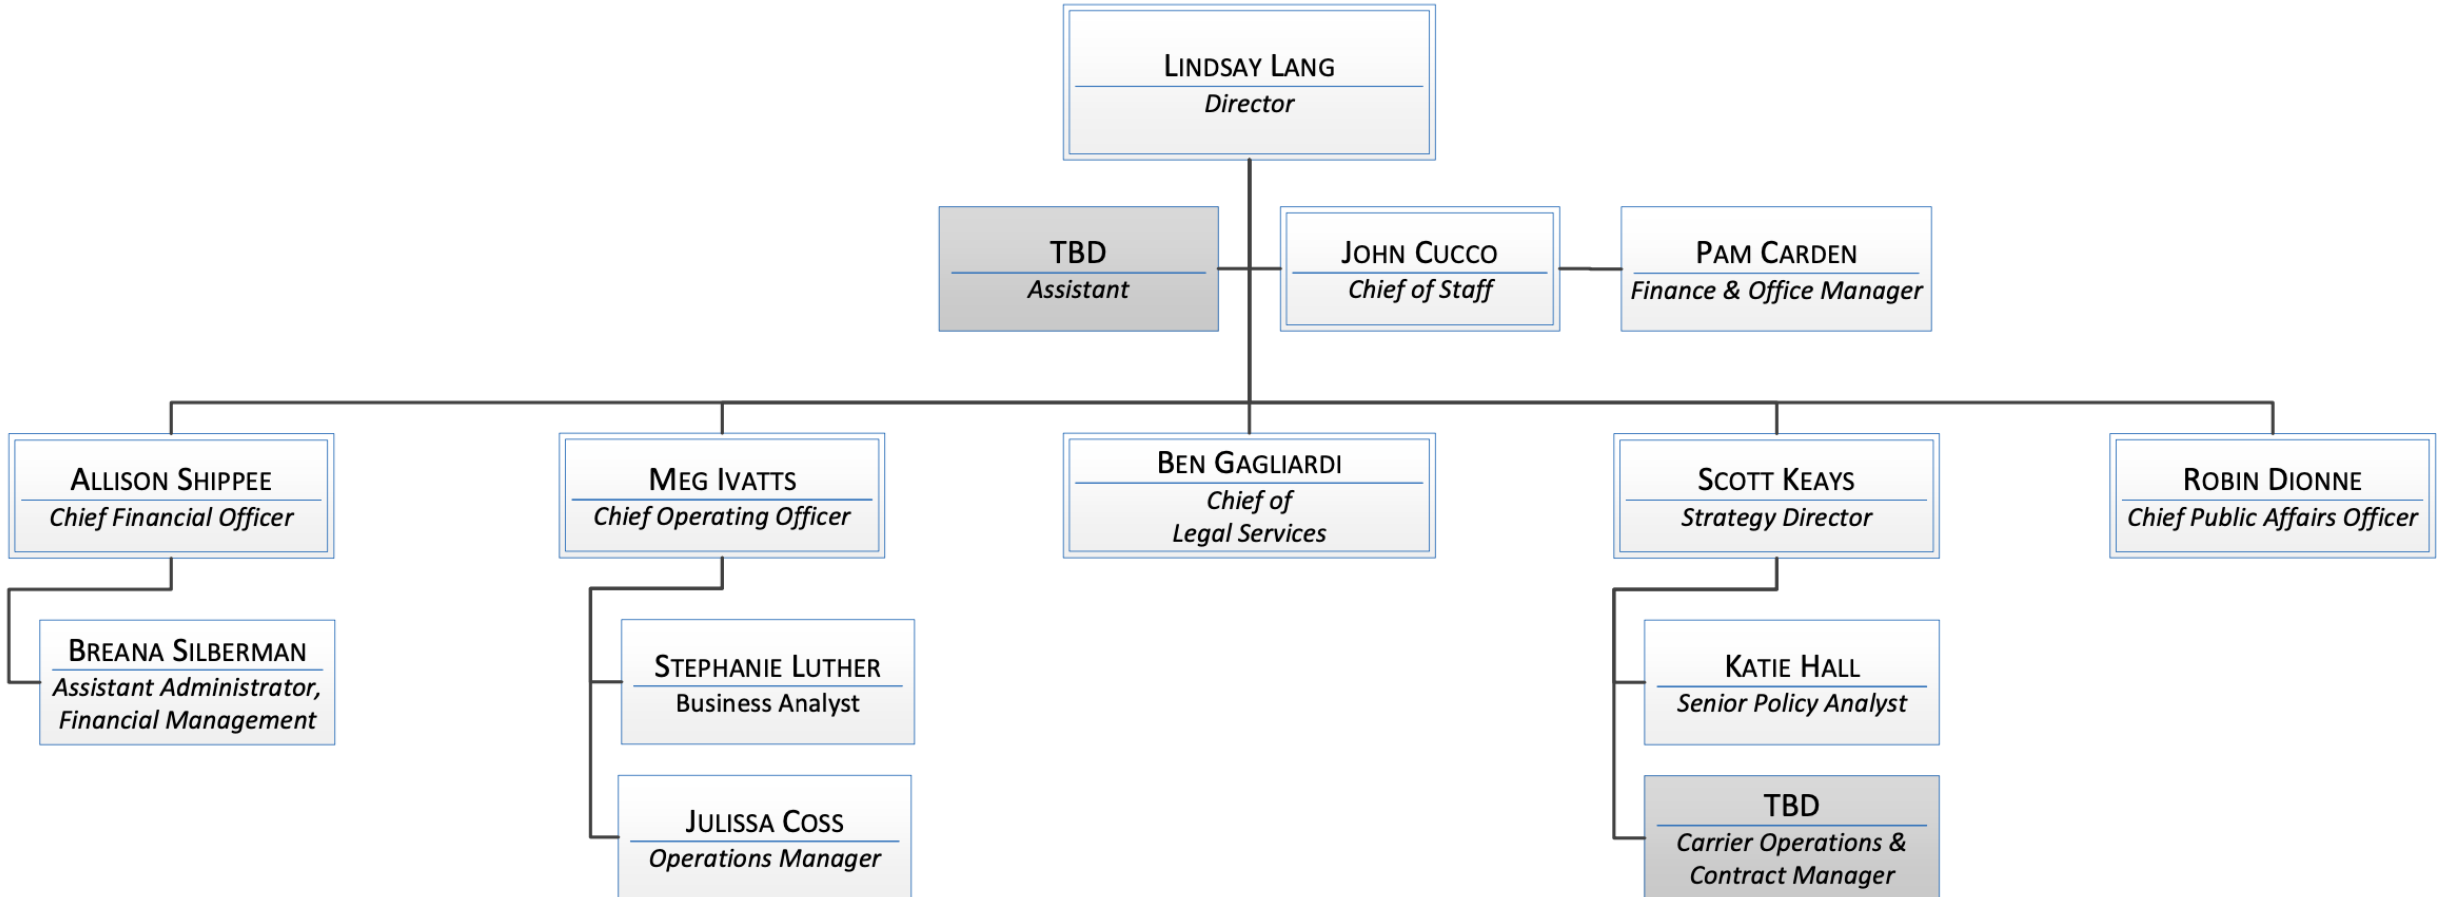 LINDSAY LANG
Director
TBD
Assistant
JOHN CUCCO
Chief of Staff
PAM CARDEN
Finance & Office Manager
ALLISON SHIPPEE
Chief Financial Officer
MEG IVATTS
Chief Operating Officer
BEN GAGLIARDI
Chief of
Legal Services
SCOTT KEAYS
Strategy Director
ROBIN DIONNE
Chief Public Affairs Officer
BREANA SILBERMAN
Assistant Administrator,
Financial Management
STEPHANIE LUTHER
Business Analyst
KATIE HALL
Senior Policy Analyst
JULISSA COSS
Operations Manager
TBD
Carrier Operations &
Contract Manager